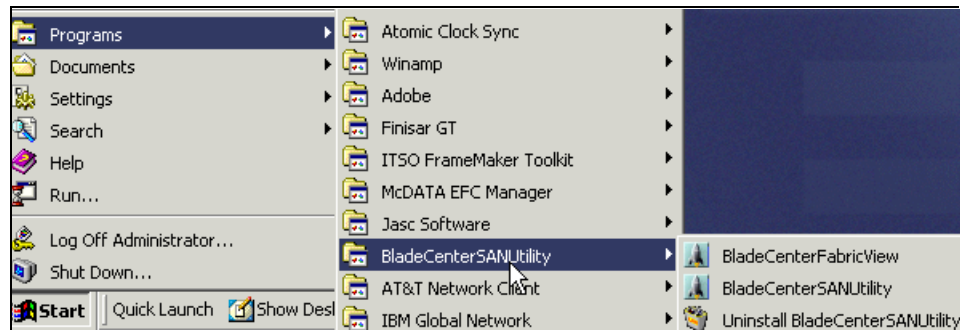 Programs
Documents
Settings
Search
Help
Run...
Log Off Administrator...
Shut Down...
Start
Quick Launch
Show Desl
Atomic Clock Sync
Winamp
Adobe
Finisar GT
ITSO FrameMaker Toolkit
McDATA EFC Manager
Jasc Software
BladeCenterSANUtility
AT&T Network Client
IBM Global Network
BladeCenterFabricView
BladeCenterSANUtility
Uninstall BladeCenterSANUtility